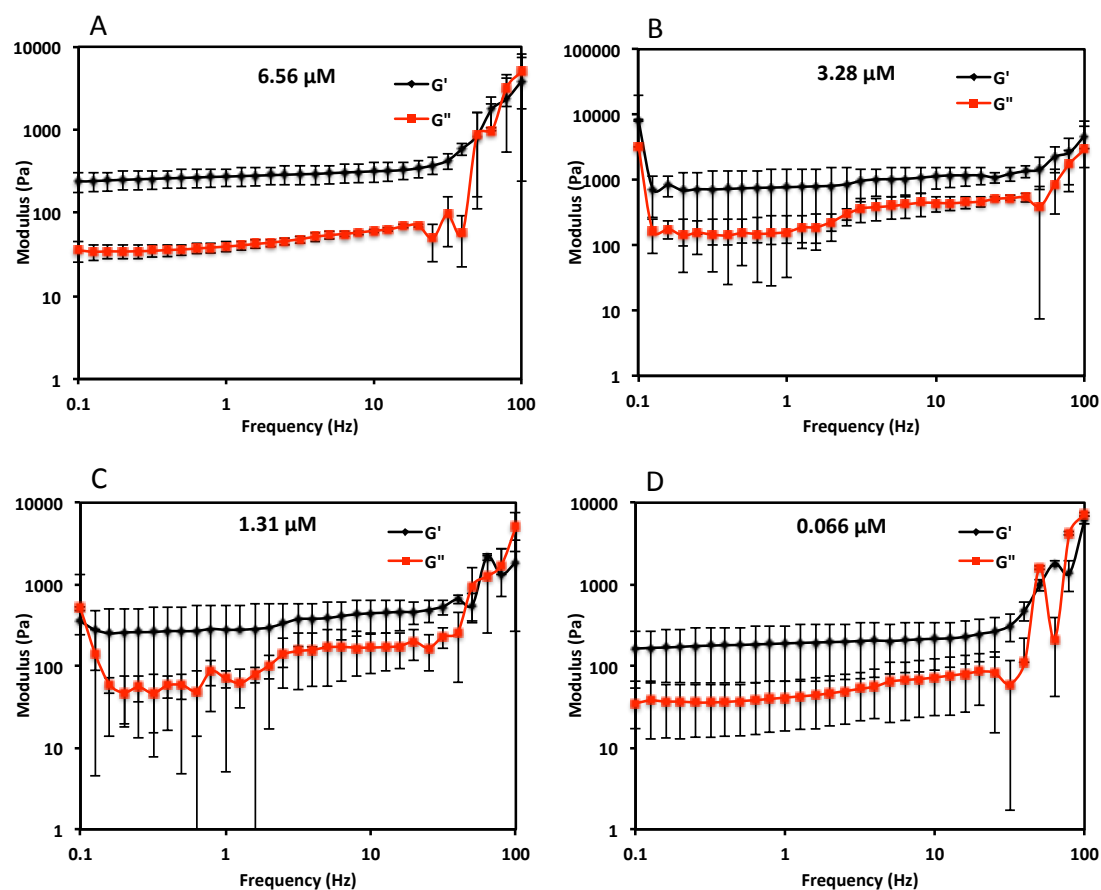 A
6.56 µM
G'
G"
Modulus (Pa)
10000
1000
100
10
1
0.1 1 10 100
Frequency (Hz)
B
3.28 µM
G'
G"
Modulus (Pa)
100000
10000
1000
100
10
1
0.1 1 10 100
Frequency (Hz)
C
1.31 µM
G'
G"
Modulus (Pa)
10000
1000
100
10
1
0.1 1 10 100
Frequency (Hz)
D
0.066 µM
G'
G"
Modulus (Pa)
10000
1000
100
10
1
0.1 1 10 100
Frequency (Hz)